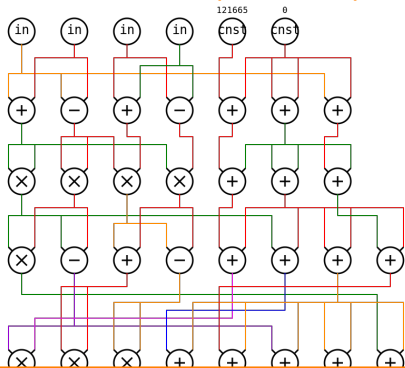 121665 0
in in in in cnst cnst
+ − + − + + +
× × × × + + +
× − + − + + + +
× × × + + + + +